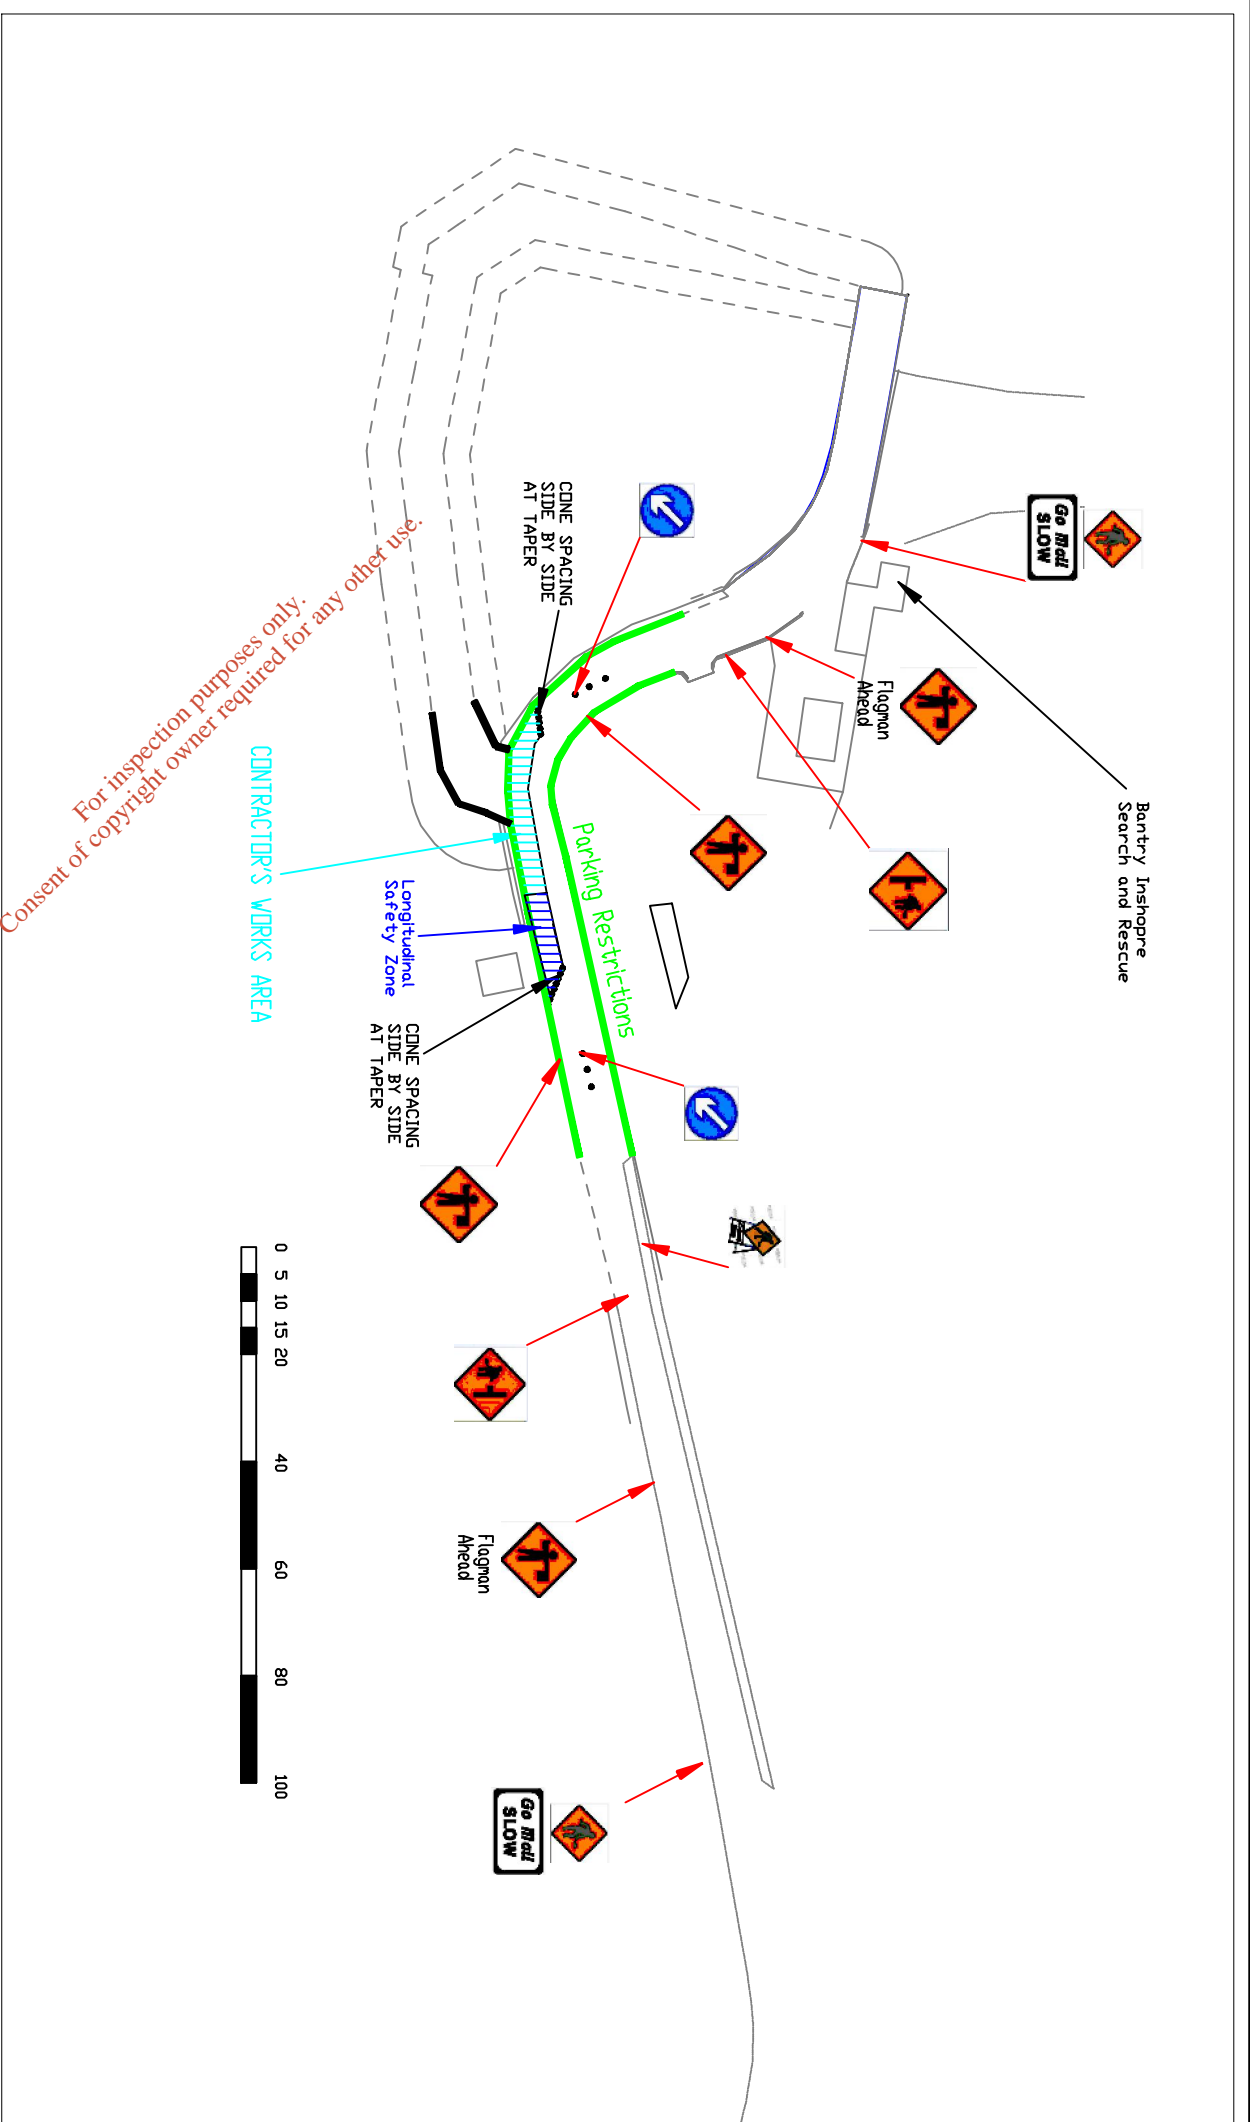 Go Mall
SLOW
Bantry Inshopre
Search and Rescue
Flagman
Ahead
CONE SPACING
SIDE BY SIDE
AT TAPER
Parking Restrictions
CONTRACTOR'S WORKS AREA
Longitudinal
Safety Zone
CONE SPACING
SIDE BY SIDE
AT TAPER
Flagman
Ahead
Go Mall
SLOW
0 5 10 15 20 40 60 80 100
For inspection purposes only.
Consent of copyright owner required for any other use.